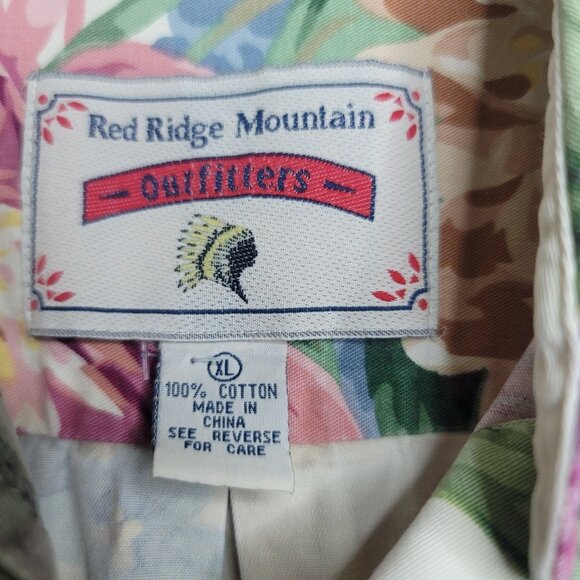 Red Ridge Mountain
— Outfitters —
XL
100% COTTON
MADE IN
CHINA
SEE REVERSE
FOR CARE